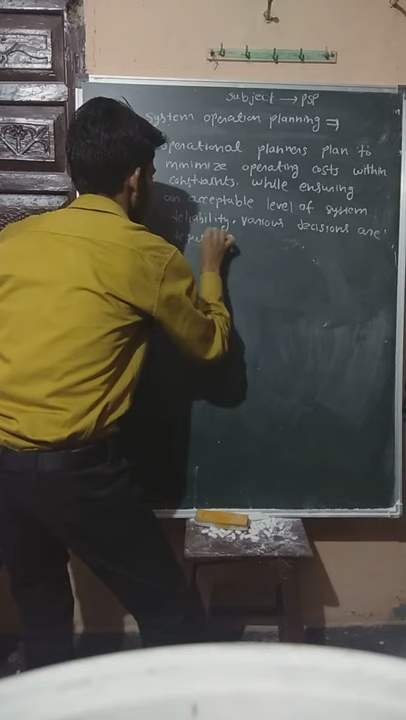 Subject → PSP
System operation planning ⇒
operational planners plan to
minimize operating costs within
constraints, while ensuring
an acceptable level of system
reliability. various decisions are